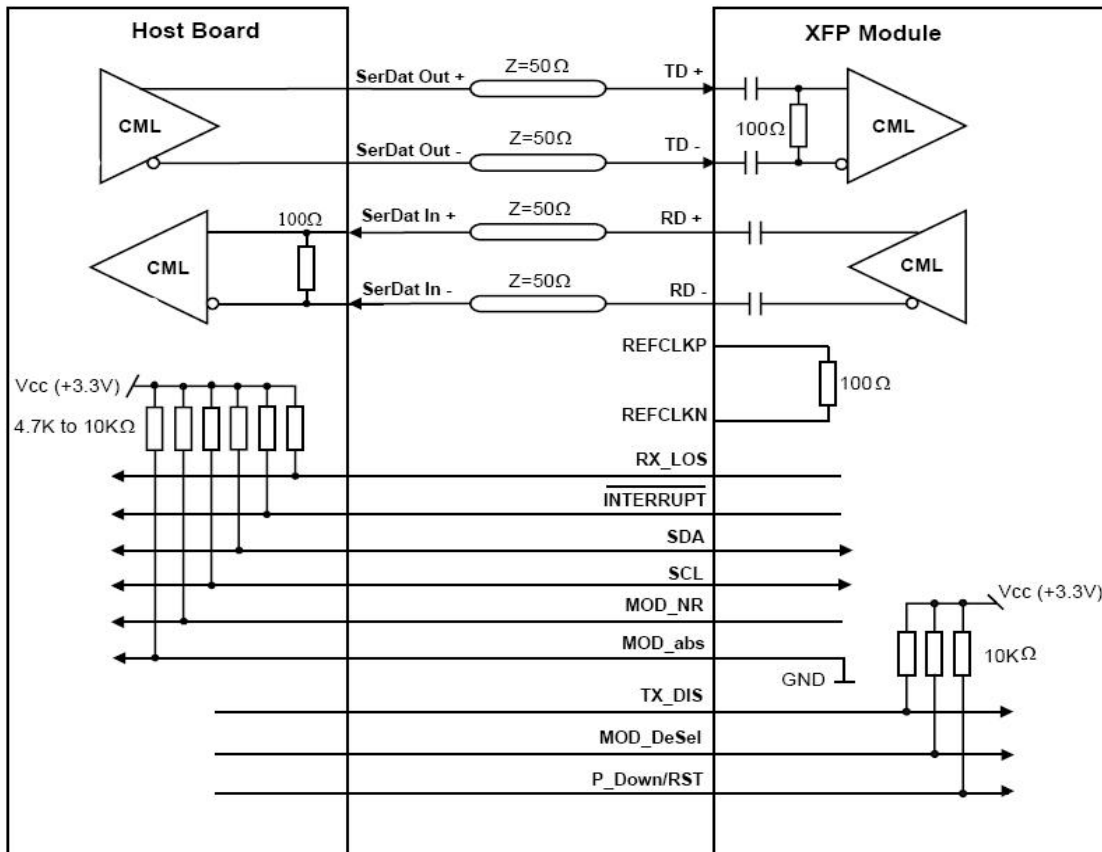 Host Board
XFP Module
SerDat Out +
Z=50Ω
TD +
CML
100Ω
CML
SerDat Out -
Z=50Ω
TD -
100Ω
SerDat In +
Z=50Ω
RD +
CML
CML
SerDat In -
Z=50Ω
RD -
REFCLKP
100Ω
REFCLKN
Vcc (+3.3V)
4.7K to 10KΩ
RX_LOS
INTERRUPT
SDA
SCL
MOD_NR
Vcc (+3.3V)
MOD_abs
10KΩ
GND
TX_DIS
MOD_DeSel
P_Down/RST